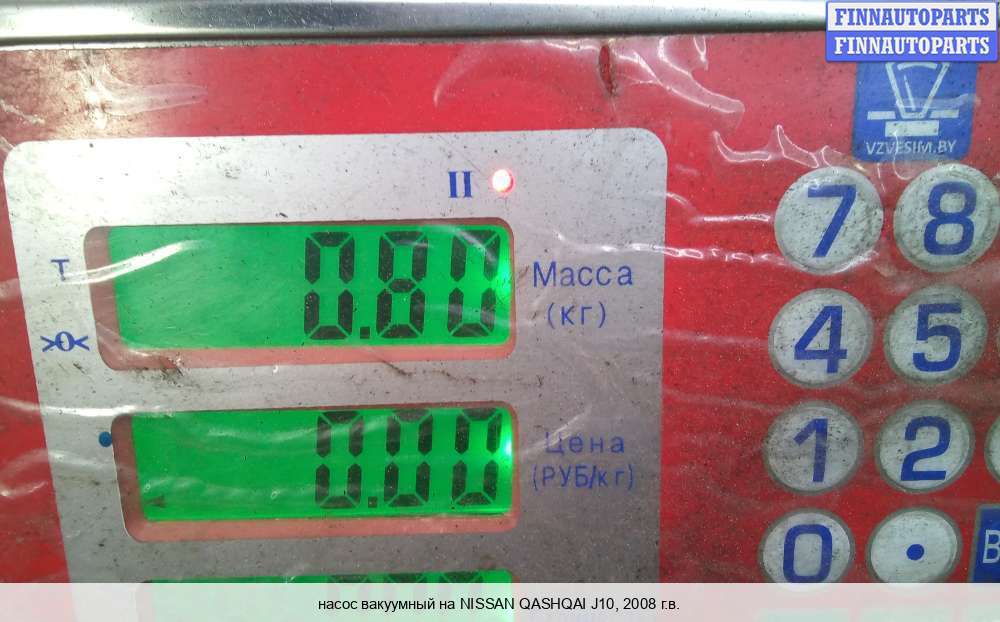 FINNAUTOPARTS
FINNAUTOPARTS
VZVESIM.BY
II
7 8
T
0.80
Масса
(кг)
>0<
4 5
0.00
Цена
(РУБ/кг)
1 2
0 •
В
насос вакуумный на NISSAN QASHQAI J10, 2008 г.в.